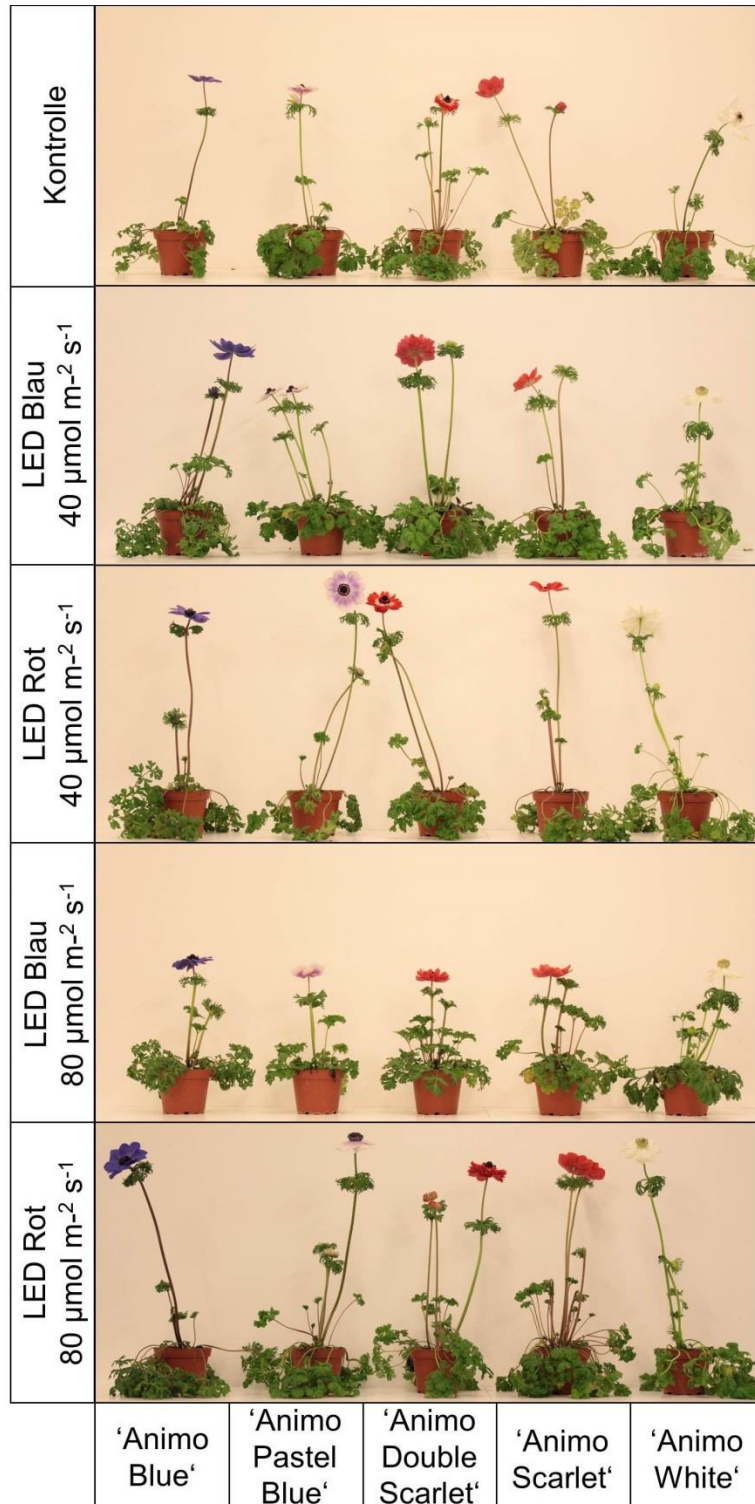 Kontrolle
LED Blau
40 µmol m-² s⁻¹
LED Rot
40 µmol m-² s⁻¹
LED Blau
80 µmol m-² s⁻¹
LED Rot
80 µmol m-² s⁻¹
‘Animo
Blue‘
‘Animo
Pastel
Blue‘
‘Animo
Double
Scarlet‘
‘Animo
Scarlet‘
‘Animo
White‘